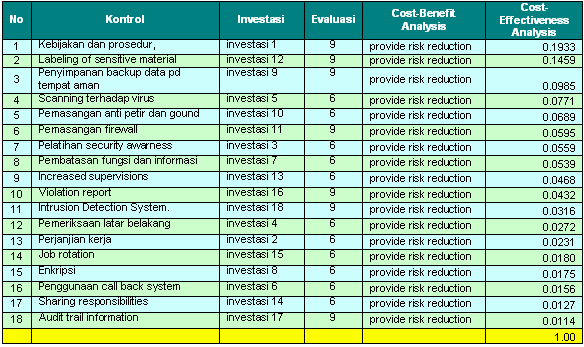 No Kontrol Investasi Evaluasi Cost-Benefit Analysis Cost-Effectiveness Analysis
1 Kebijakan dan prosedur, investasi 1 9 provide risk reduction 0.1933
2 Labeling of sensitive material investasi 12 9 provide risk reduction 0.1459
3 Penyimpanan backup data pd tempat aman investasi 9 9 provide risk reduction 0.0985
4 Scanning terhadap virus investasi 5 6 provide risk reduction 0.0771
5 Pemasangan anti petir dan gound investasi 10 6 provide risk reduction 0.0689
6 Pemasangan firewall investasi 11 9 provide risk reduction 0.0595
7 Pelatihan security awarness investasi 3 6 provide risk reduction 0.0559
8 Pembatasan fungsi dan informasi investasi 7 6 provide risk reduction 0.0539
9 Increased supervisions investasi 13 6 provide risk reduction 0.0468
10 Violation report investasi 16 9 provide risk reduction 0.0432
11 Intrusion Detection System. investasi 18 9 provide risk reduction 0.0316
12 Pemeriksaan latar belakang investasi 4 6 provide risk reduction 0.0272
13 Perjanjian kerja investasi 2 6 provide risk reduction 0.0231
14 Job rotation investasi 15 6 provide risk reduction 0.0180
15 Enkripsi investasi 8 6 provide risk reduction 0.0175
16 Penggunaan call back system investasi 6 6 provide risk reduction 0.0156
17 Sharing responsibilities investasi 14 6 provide risk reduction 0.0127
18 Audit trail information investasi 17 9 provide risk reduction 0.0114
1.00